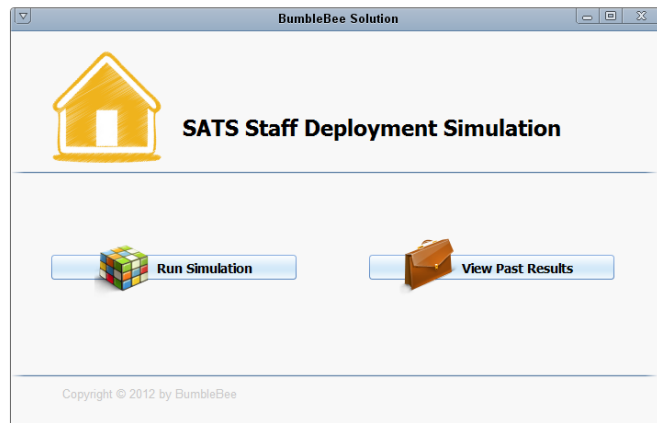 BumbleBee Solution
SATS Staff Deployment Simulation
Run Simulation
View Past Results
Copyright © 2012 by BumbleBee